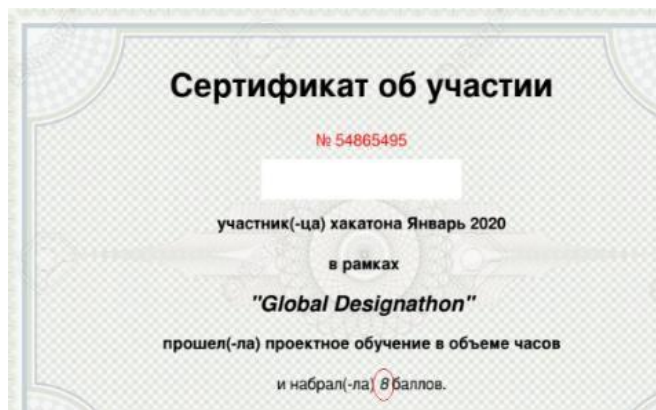 Сертификат об участии
№ 54865495
участник(-ца) хакатона Январь 2020
в рамках
"Global Designathon"
прошел(-ла) проектное обучение в объеме часов
и набрал(-ла) 8 баллов.